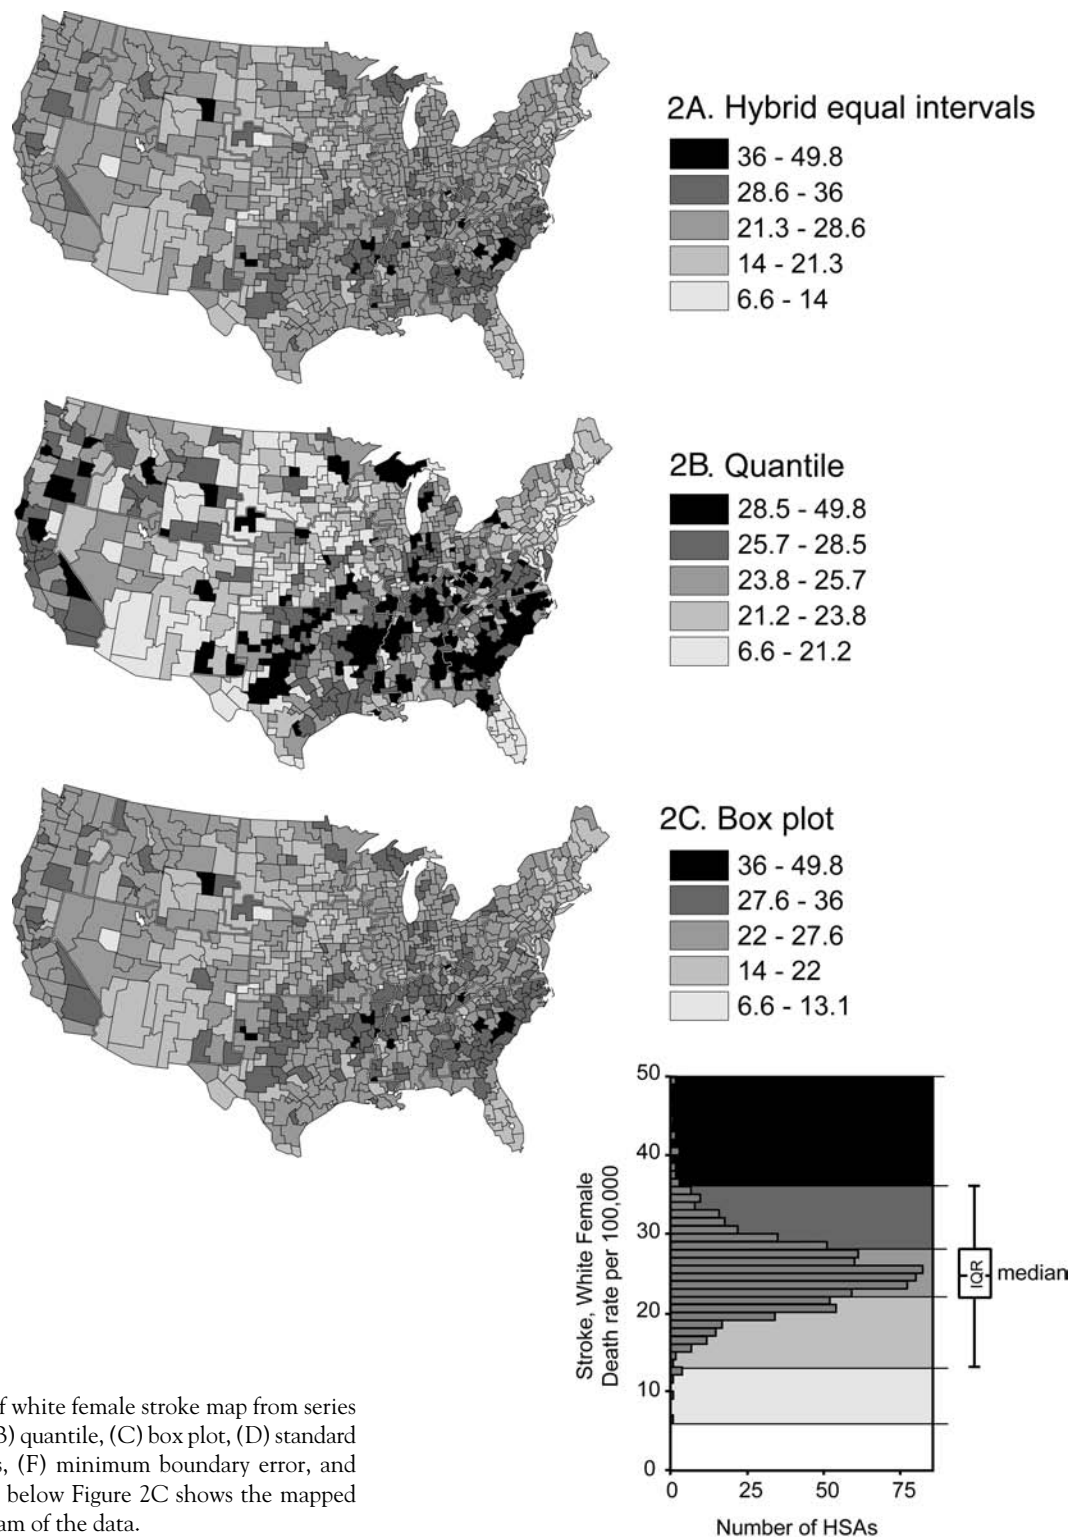 2A. Hybrid equal intervals
36 - 49.8
28.6 - 36
21.3 - 28.6
14 - 21.3
6.6 - 14
2B. Quantile
28.5 - 49.8
25.7 - 28.5
23.8 - 25.7
21.2 - 23.8
6.6 - 21.2
2C. Box plot
36 - 49.8
27.6 - 36
22 - 27.6
14 - 22
6.6 - 13.1
50
40
30
20
10
0
Stroke, White Female
Death rate per 100,000
IQR
median
0 25 50 75
Number of HSAs
f white female stroke map from series
B) quantile, (C) box plot, (D) standard
s, (F) minimum boundary error, and
below Figure 2C shows the mapped
am of the data.